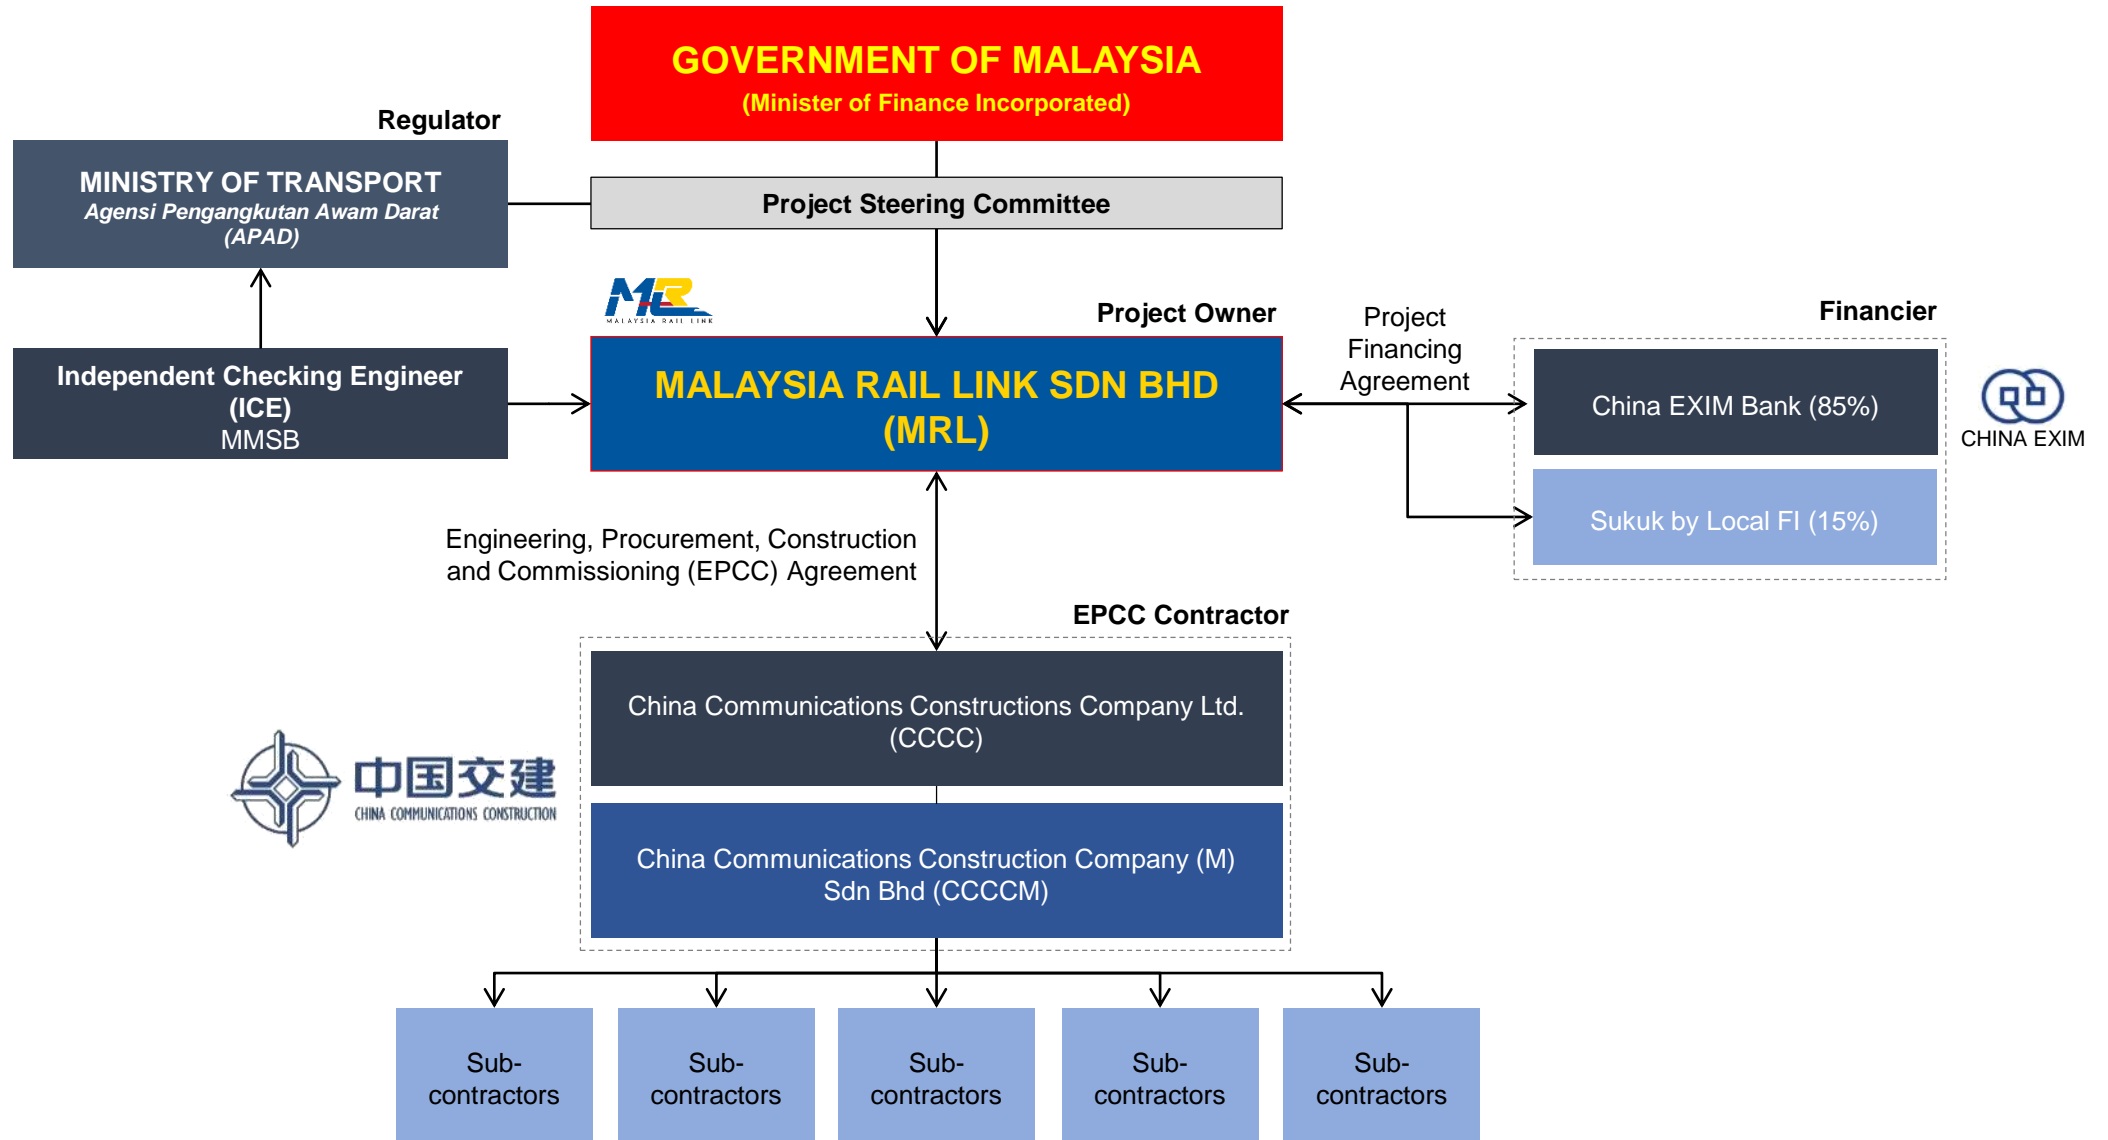 GOVERNMENT OF MALAYSIA
(Minister of Finance Incorporated)
Regulator
MINISTRY OF TRANSPORT
Agensi Pengangkutan Awam Darat
(APAD)
Project Steering Committee
MALAYSIA RAIL LINK
Project Owner
Project
Financing
Agreement
Financier
Independent Checking Engineer
(ICE)
MMSB
MALAYSIA RAIL LINK SDN BHD
(MRL)
China EXIM Bank (85%)
CHINA EXIM
Sukuk by Local FI (15%)
Engineering, Procurement, Construction
and Commissioning (EPCC) Agreement
EPCC Contractor
China Communications Constructions Company Ltd.
(CCCC)
中国交建
CHINA COMMUNICATIONS CONSTRUCTION
China Communications Construction Company (M)
Sdn Bhd (CCCCM)
Sub-
contractors
Sub-
contractors
Sub-
contractors
Sub-
contractors
Sub-
contractors